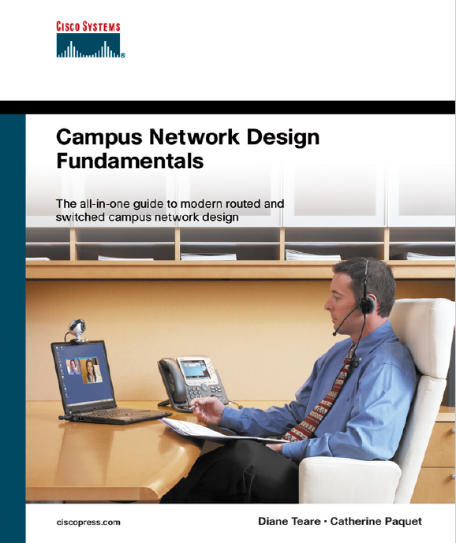 CISCO SYSTEMS
®
Campus Network Design
Fundamentals
The all-in-one guide to modern routed and
switched campus network design
ciscopress.com
Diane Teare • Catherine Paquet